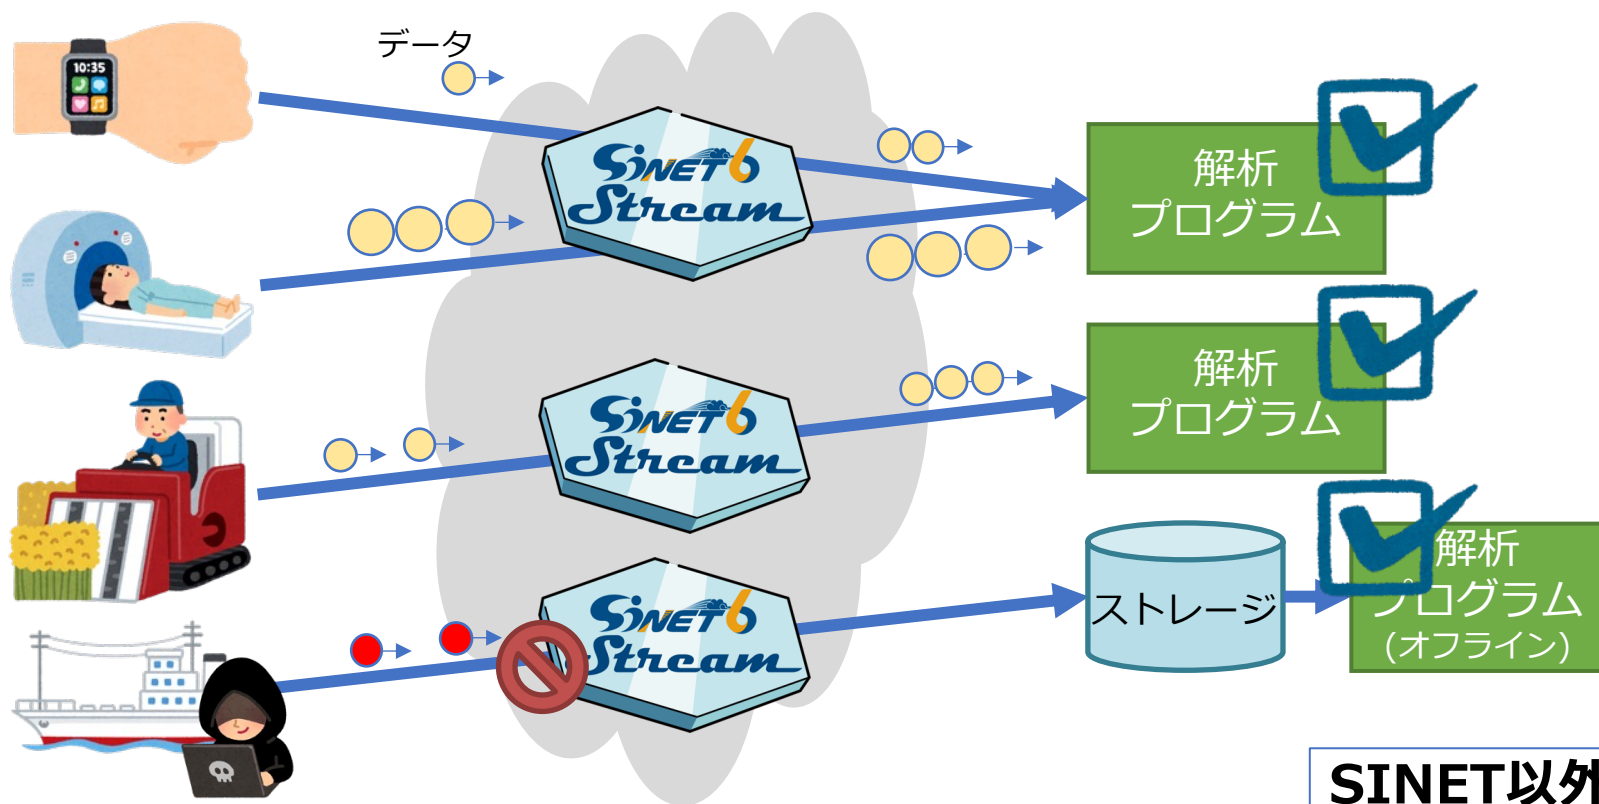 データ
10:35
SINET6
Stream
解析
プログラム
SINET6
Stream
解析
プログラム
SINET6
Stream
ストレージ
解析
プログラム
(オフライン)
SINET以外